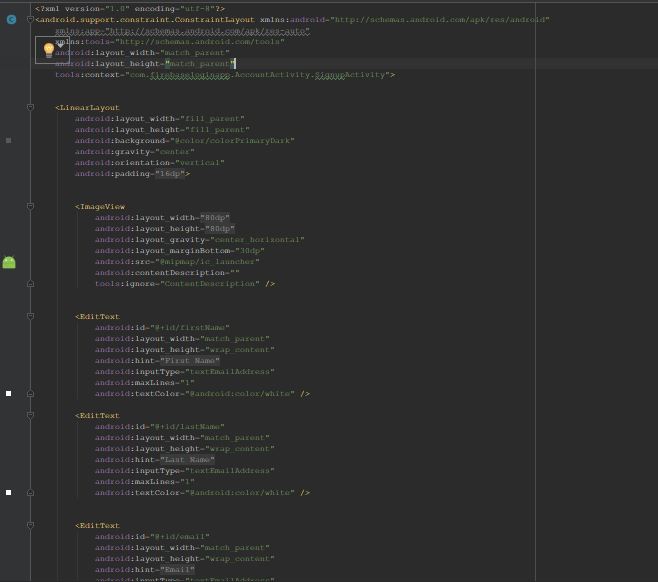 <?xml version="1.0" encoding="utf-8"?>
<android.support.constraint.ConstraintLayout xmlns:android="http://schemas.android.com/apk/res/android"
xmlns:app="http://schemas.android.com/apk/res-auto"
xmlns:tools="http://schemas.android.com/tools"
android:layout_width="match_parent"
android:layout_height="match_parent"
tools:context="com.firebaseloginapp.AccountActivity.SignupActivity">
<LinearLayout
android:layout_width="fill_parent"
android:layout_height="fill_parent"
android:background="@color/colorPrimaryDark"
android:gravity="center"
android:orientation="vertical"
android:padding="16dp">
<ImageView
android:layout_width="80dp"
android:layout_height="80dp"
android:layout_gravity="center_horizontal"
android:layout_marginBottom="30dp"
android:src="@mipmap/ic_launcher"
android:contentDescription=""
tools:ignore="ContentDescription" />
<EditText
android:id="@+id/firstName"
android:layout_width="match_parent"
android:layout_height="wrap_content"
android:hint="First Name"
android:inputType="textEmailAddress"
android:maxLines="1"
android:textColor="@android:color/white" />
<EditText
android:id="@+id/lastName"
android:layout_width="match_parent"
android:layout_height="wrap_content"
android:hint="Last Name"
android:inputType="textEmailAddress"
android:maxLines="1"
android:textColor="@android:color/white" />
<EditText
android:id="@+id/email"
android:layout_width="match_parent"
android:layout_height="wrap_content"
android:hint="Email"
android:inputType="textEmailAddress"